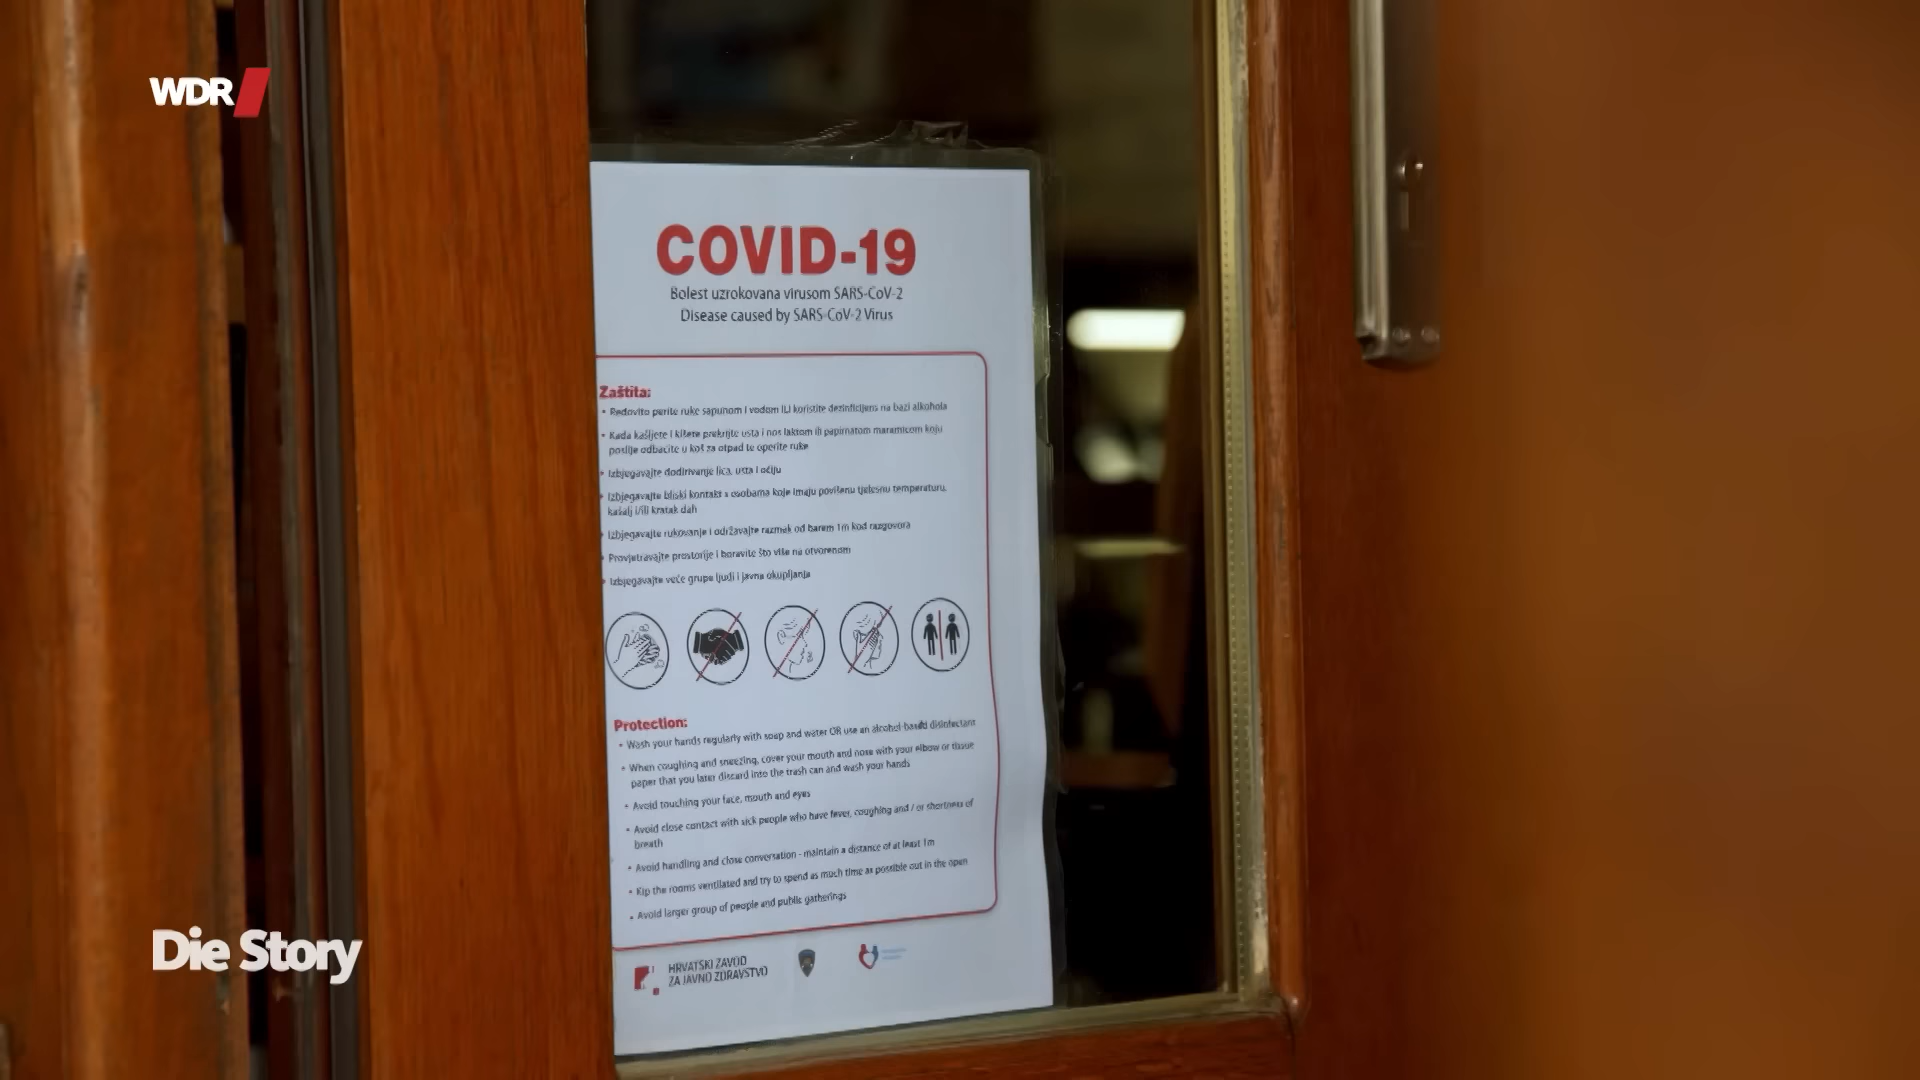 WDR
COVID-19
Bolest uzrokovana virusom SARS-CoV-2
Disease caused by SARS-CoV-2 Virus
Zaštita:
• Redovito perite ruke sapunom i vodom ILI koristite dezinficijens na bazi alkohola
• Kada kašljete i kišete prekrijte usta i nos laktom ili papirnatom maramicom koju
poslije odbacite u koš za otpad te operite ruke
• Izbjegavajte dodirivanje lica, usta i očiju
• Izbjegavajte bliski kontakt s osobama koje imaju povišenu tjelesnu temperaturu,
kašalj i/ili kratak dah
• Izbjegavajte rukovanje i održavajte razmak od barem 1m kod razgovora
• Provjetravajte prostorije i boravite što više na otvorenom
• Izbjegavajte veće grupe ljudi i javna okupljanja
Protection:
• Wash your hands regularly with soap and water OR use an alcohol-based disinfectant
• When coughing and sneezing, cover your mouth and nose with your elbow or tissue
paper that you later discard into the trash can and wash your hands
• Avoid touching your face, mouth and eyes
• Avoid close contact with sick people who have fever, coughing and / or shortness of
breath
• Avoid handling and close conversation - maintain a distance of at least 1m
• Kip the rooms ventilated and try to spend as much time as possible out in the open
• Avoid larger group of people and public gatherings
HRVATSKI ZAVOD
ZA JAVNO ZDRAVSTVO
Die Story